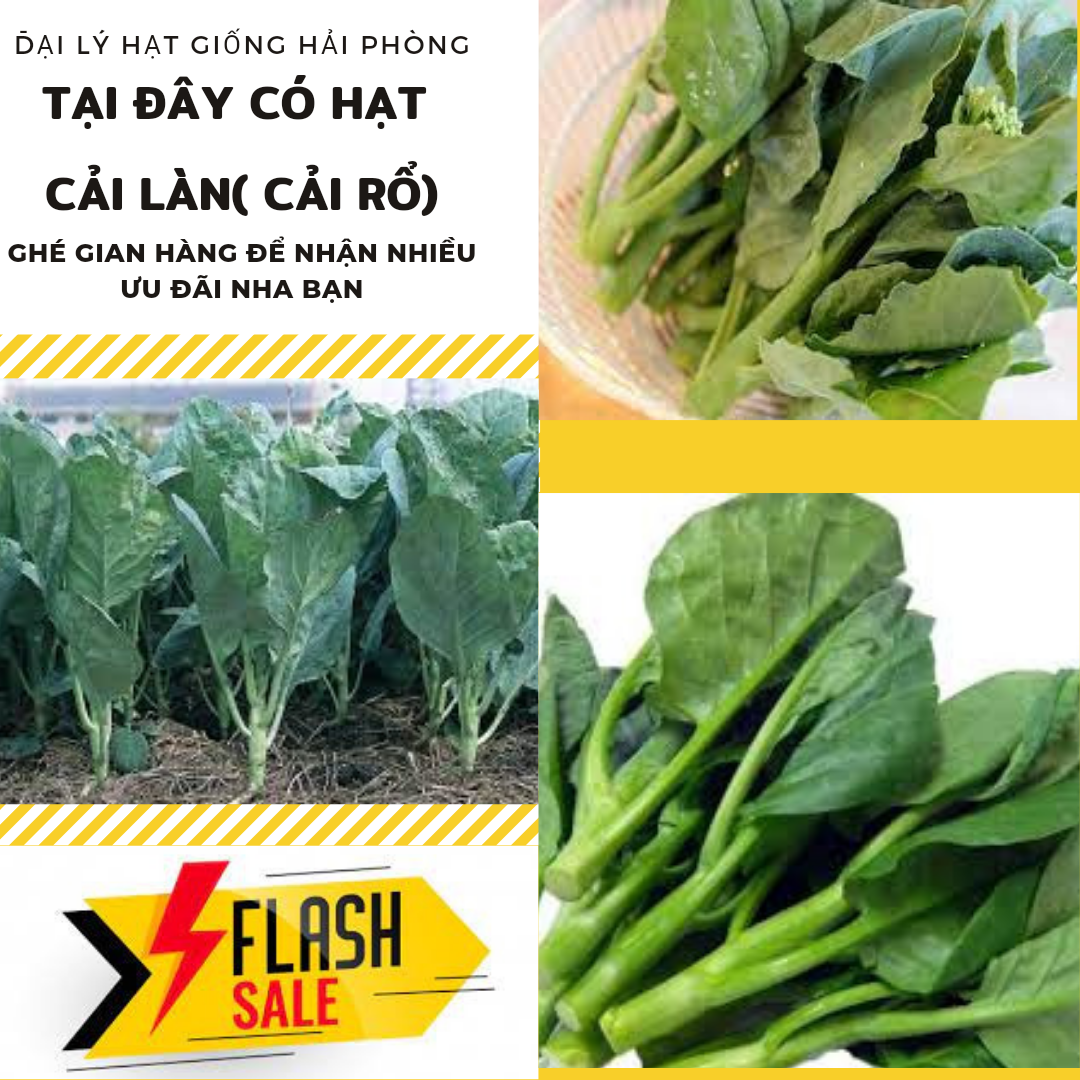 ĐẠI LÝ HẠT GIỐNG HẢI PHÒNG
TẠI ĐÂY CÓ HẠT
CẢI LÀN( CẢI RỔ)
GHÉ GIAN HÀNG ĐỂ NHẬN NHIỀU
ƯU ĐÃI NHA BẠN
FLASH
SALE